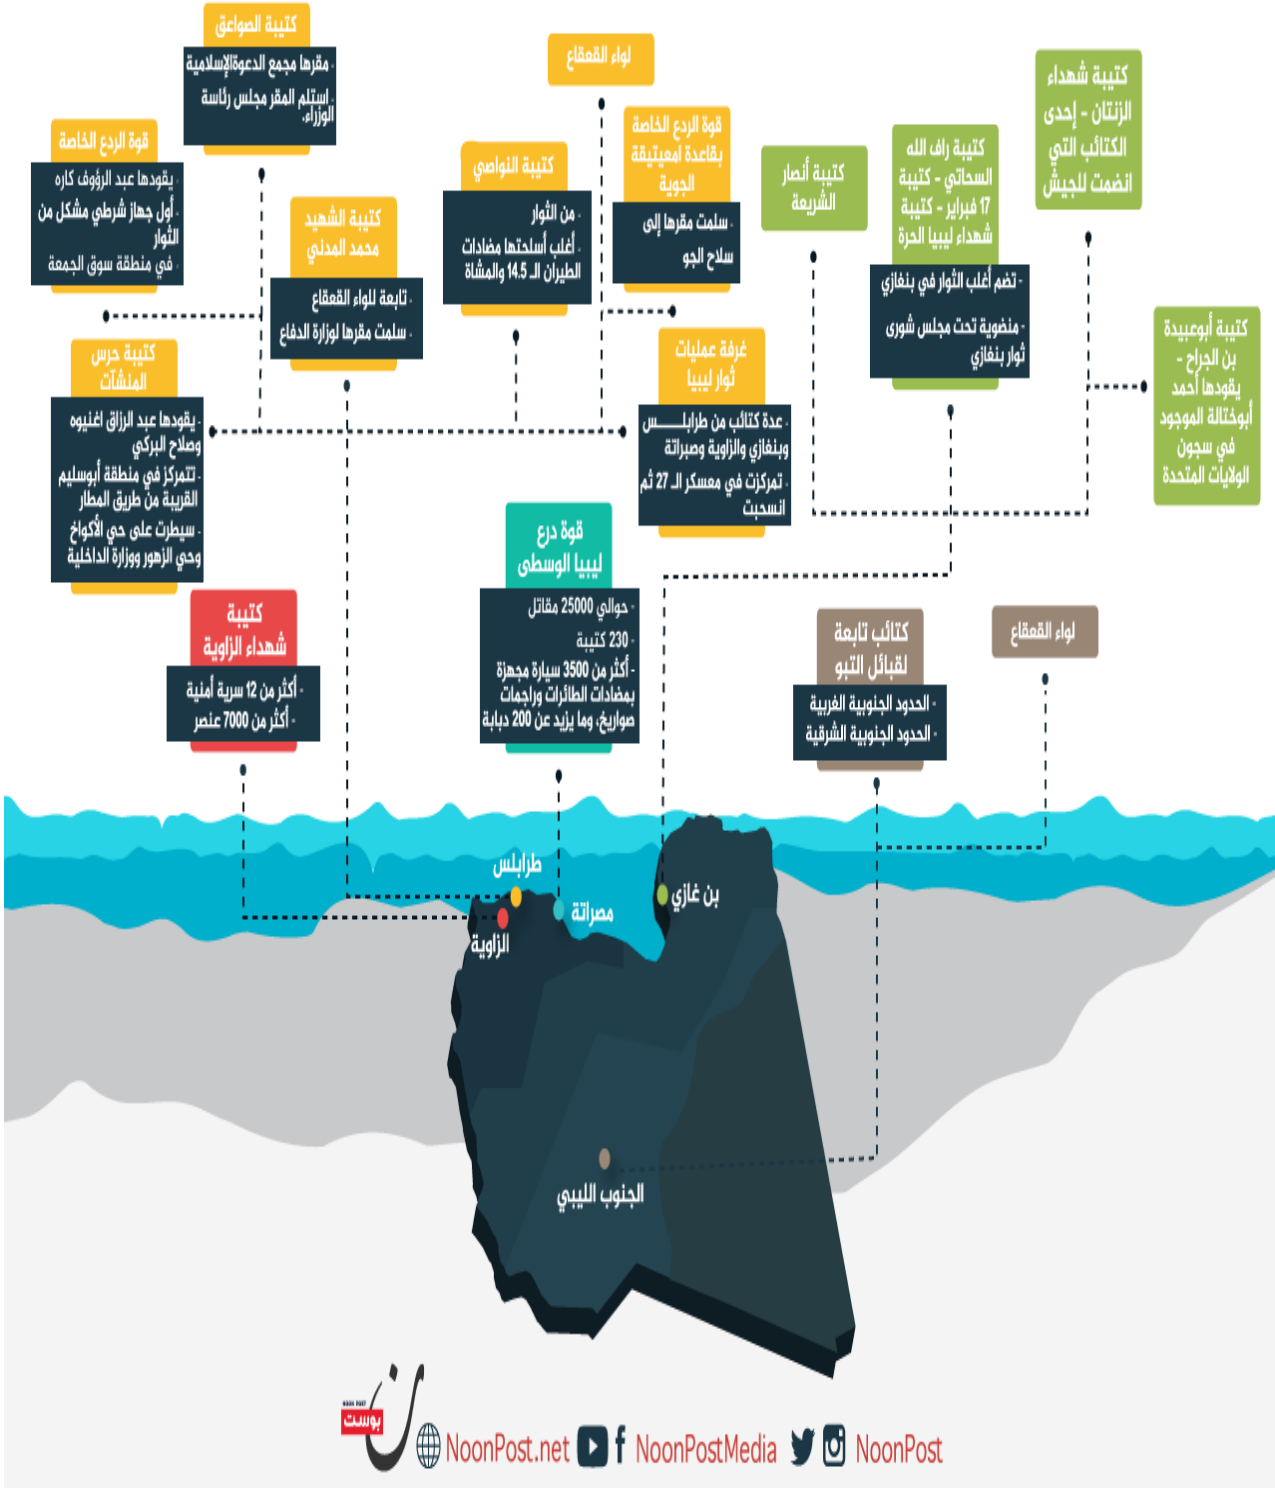 كتيبة الصواعق
- مقرها مجمع الدعوةالإسلامية
- إستلم المقر مجلس رئاسة
الوزراء.
لواء القعقاع
كتيبة شهداء
الزنتان - إحدى
الكتائب التي
انضمت للجيش
قوة الردع الخاصة
- يقودها عبد الرؤوف كاره
- أول جهاز شرطي مشكل من
الثوار
- في منطقة سوق الجمعة
كتيبة الشهيد
محمد المدني
- تابعة للواء القعقاع
- سلمت مقرها لوزارة الدفاع
كتيبة النواصي
- من الثوار
- أغلب أسلحتها مضادات
الطيران الـ 14.5 والمشاة
قوة الردع الخاصة
بقاعدة امعيتيقة
الجوية
- سلمت مقرها إلى
سلاح الجو
كتيبة أنصار
الشريعة
كتيبة راف الله
السحاتي - كتيبة
17 فبراير - كتيبة
شهداء ليبيا الحرة
- تضم أغلب الثوار في بنغازي
- منضوية تحت مجلس شورى
ثوار بنغازي
كتيبة أبوعبيدة
بن الجراح -
يقودها أحمد
أبوختالة الموجود
في سجون
الولايات المتحدة
كتيبة حرس
المنشآت
- يقودها عبد الرزاق اغنيوه
وصلاح البركي
- تتمركز في منطقة أبوسليم
القريبة من طريق المطار
- سيطرت على حي الأكواخ
وحي الزهور ووزارة الداخلية
غرفة عمليات
ثوار ليبيا
- عدة كتائب من طرابلـــــس
وبنغازي والزاوية وصبراتة
- تمركزت في معسكر الـ 27 ثم
انسحبت
كتيبة
شهداء الزاوية
- أكثر من 12 سرية أمنية
- أكثر من 7000 عنصر
قوة درع
ليبيا الوسطى
- حوالي 25000 مقاتل
- 230 كتيبة
- أكثر من 3500 سيارة مجهزة
بمضادات الطائرات وراجمات
صواريخ، وما يزيد عن 200 دبابة
كتائب تابعة
لقبائل التبو
- الحدود الجنوبية الغربية
- الحدود الجنوبية الشرقية
لواء القعقاع
طرابلس
مصراتة
بن غازي
الزاوية
الجنوب الليبي
NOON POST
ن
بوست
NoonPost.net
NoonPostMedia
NoonPost